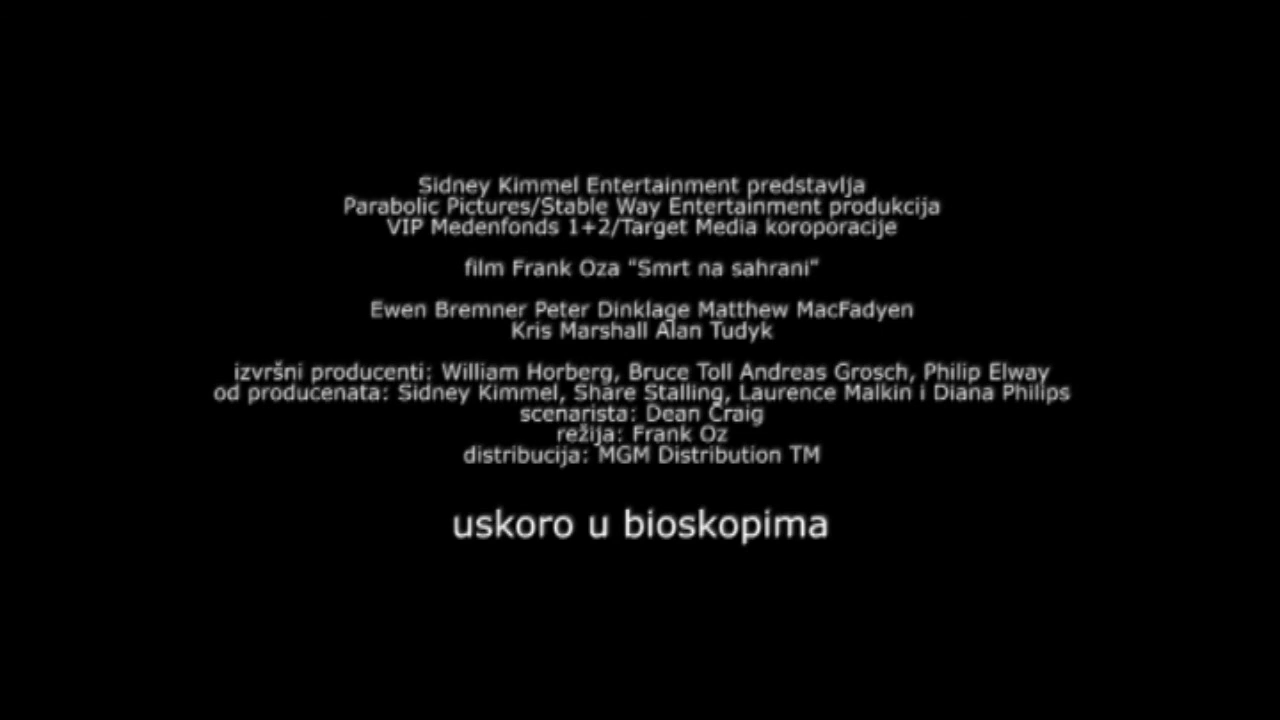 Sidney Kimmel Entertainment predstavlja
Parabolic Pictures/Stable Way Entertainment produkcija
VIP Medenfonds 1+2/Target Media koroporacije
film Frank Oza "Smrt na sahrani"
Ewen Bremner Peter Dinklage Matthew MacFadyen
Kris Marshall Alan Tudyk
izvršni producenti: William Horberg, Bruce Toll Andreas Grosch, Philip Elway
od producenata: Sidney Kimmel, Share Stalling, Laurence Malkin i Diana Philips
scenarista: Dean Craig
režija: Frank Oz
distribucija: MGM Distribution TM
uskoro u bioskopima